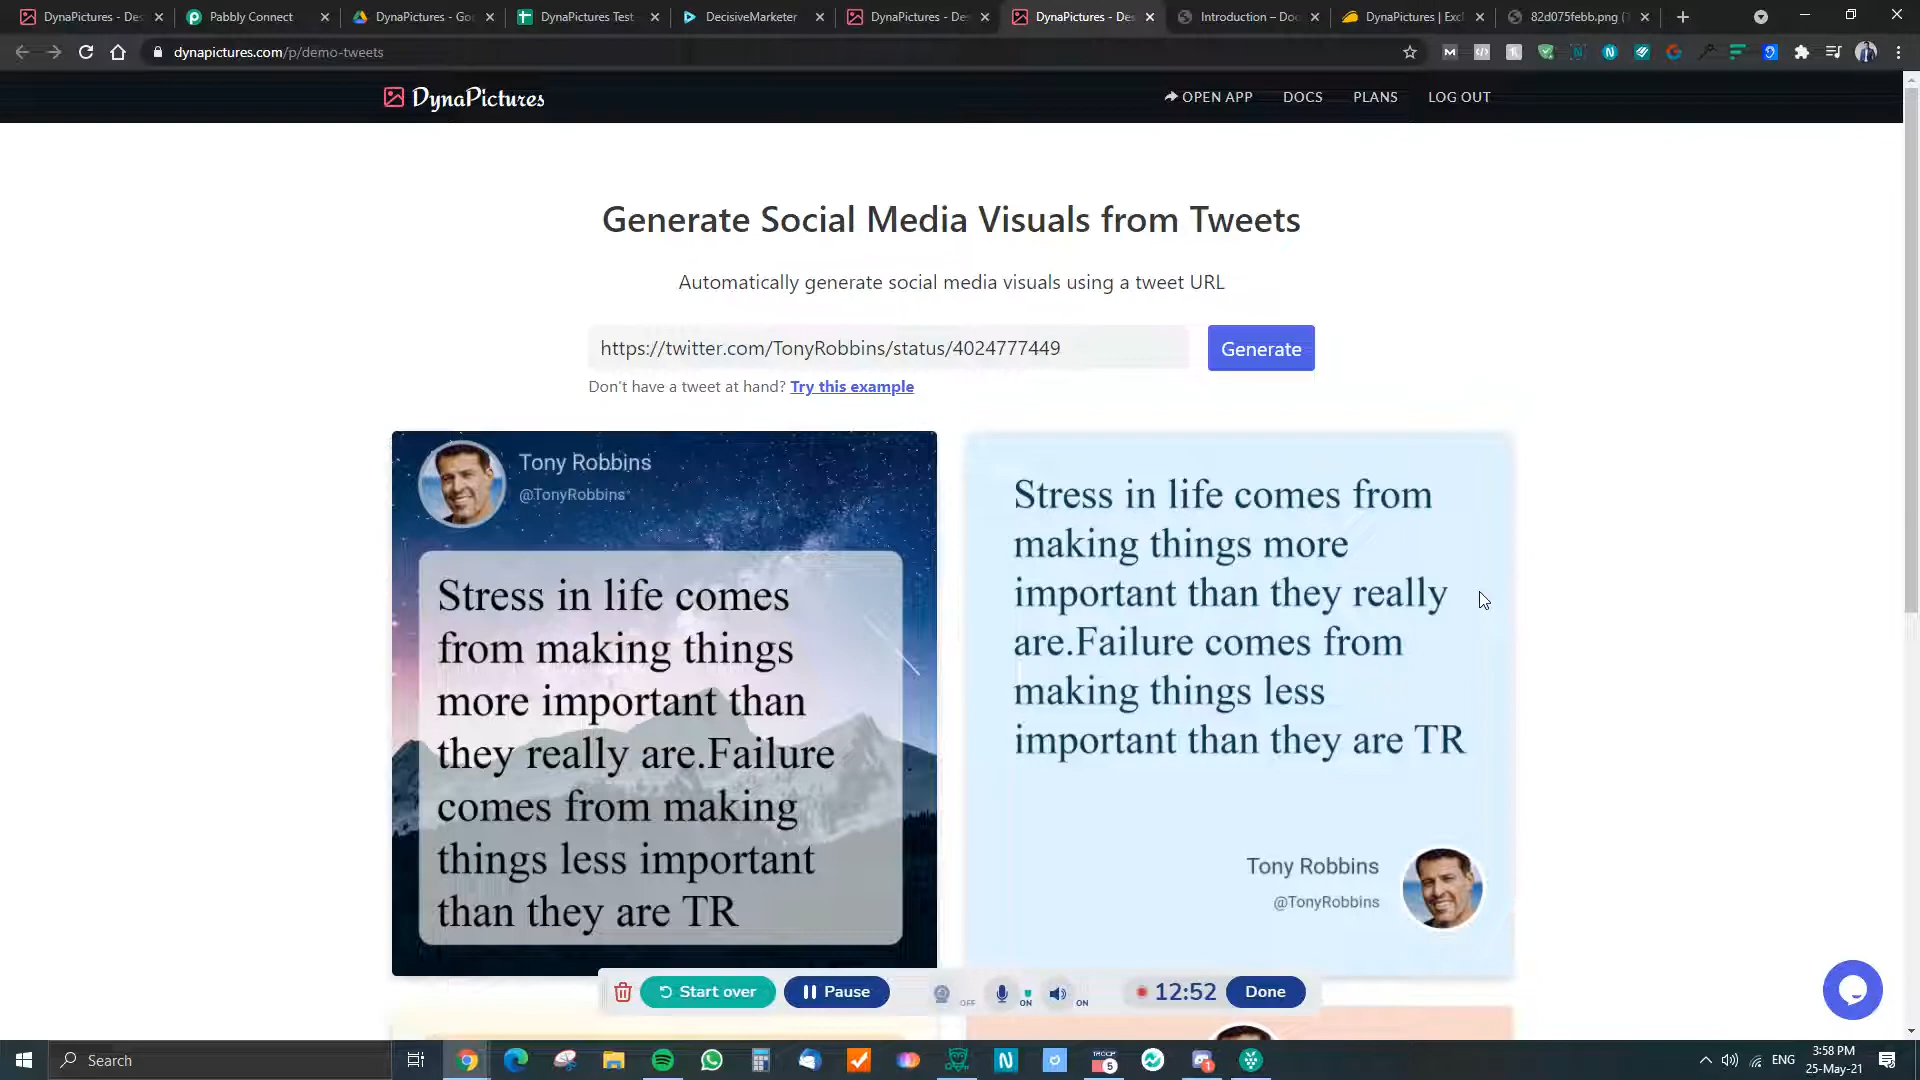 DynaPictures - Des
Pabbly Connect
DynaPictures - Goo
DynaPictures Test
DecisiveMarketer
DynaPictures - Des
DynaPictures - Des
Introduction – Doc
DynaPictures | Excl
82d075febb.png (
dynapictures.com/p/demo-tweets
DynaPictures
OPEN APP
DOCS
PLANS
LOG OUT
Generate Social Media Visuals from Tweets
Automatically generate social media visuals using a tweet URL
https://twitter.com/TonyRobbins/status/4024777449
Generate
Don't have a tweet at hand? Try this example
Tony Robbins
@TonyRobbins
Stress in life comes
from making things
more important than
they really are.Failure
comes from making
things less important
than they are TR
Stress in life comes from
making things more
important than they really
are.Failure comes from
making things less
important than they are TR
Tony Robbins
@TonyRobbins
Start over
Pause
OFF
ON
ON
12:52
Done
Search
ENG
3:58 PM
25-May-21